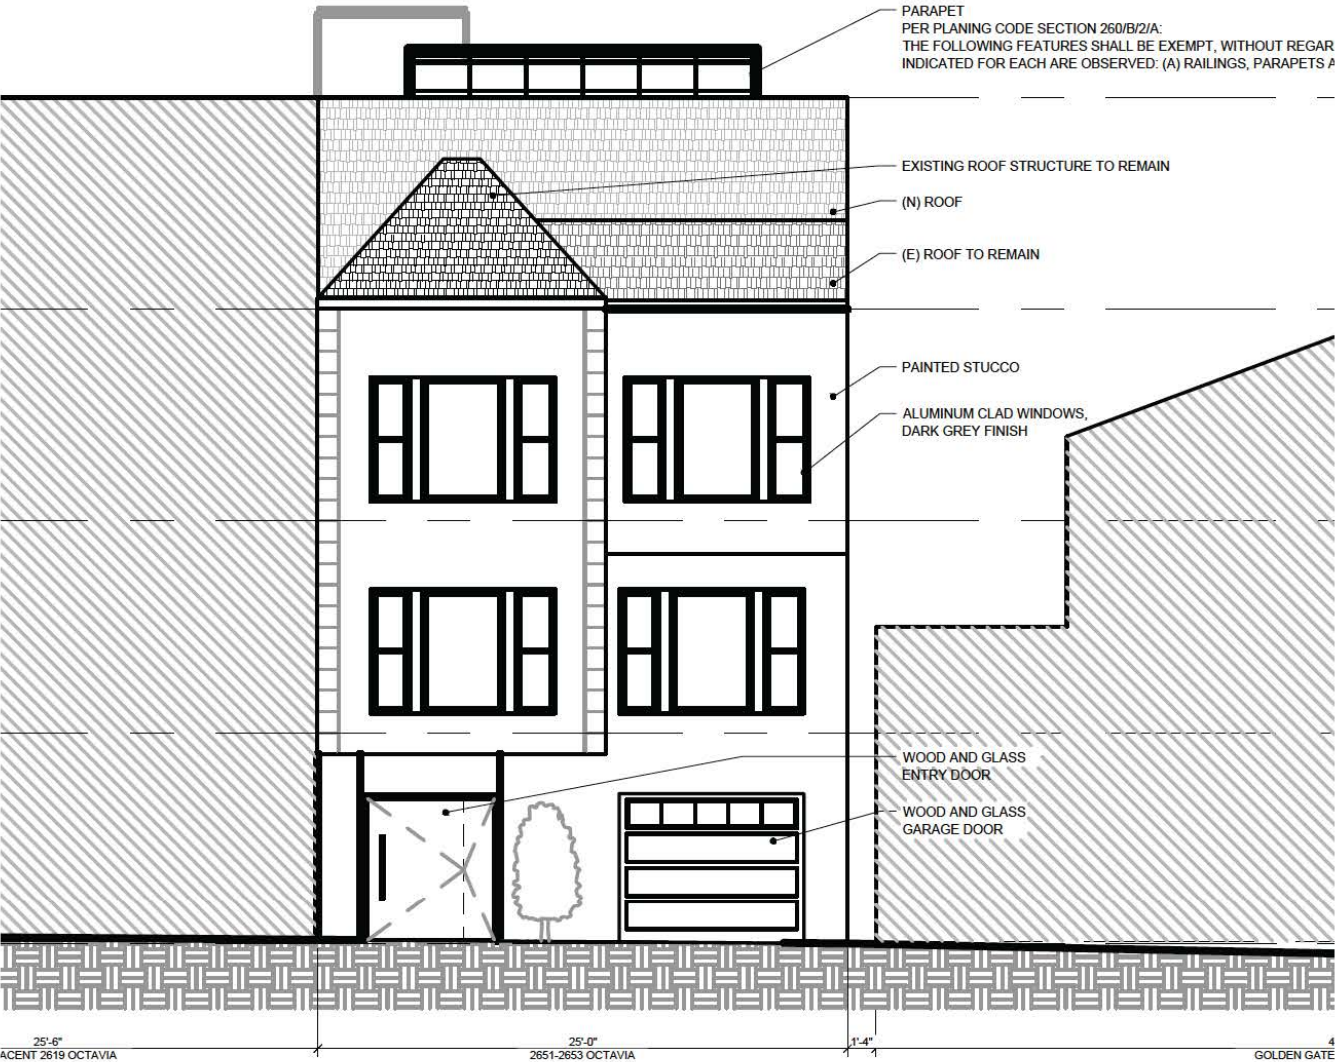 PARAPET
PER PLANING CODE SECTION 260/B/2/A:
THE FOLLOWING FEATURES SHALL BE EXEMPT, WITHOUT REGAR
INDICATED FOR EACH ARE OBSERVED: (A) RAILINGS, PARAPETS A
EXISTING ROOF STRUCTURE TO REMAIN
(N) ROOF
(E) ROOF TO REMAIN
PAINTED STUCCO
ALUMINUM CLAD WINDOWS,
DARK GREY FINISH
WOOD AND GLASS
ENTRY DOOR
WOOD AND GLASS
GARAGE DOOR
25'-6" 25'-0" 1'-4" 4
ACENT 2619 OCTAVIA 2651-2653 OCTAVIA GOLDEN GATE